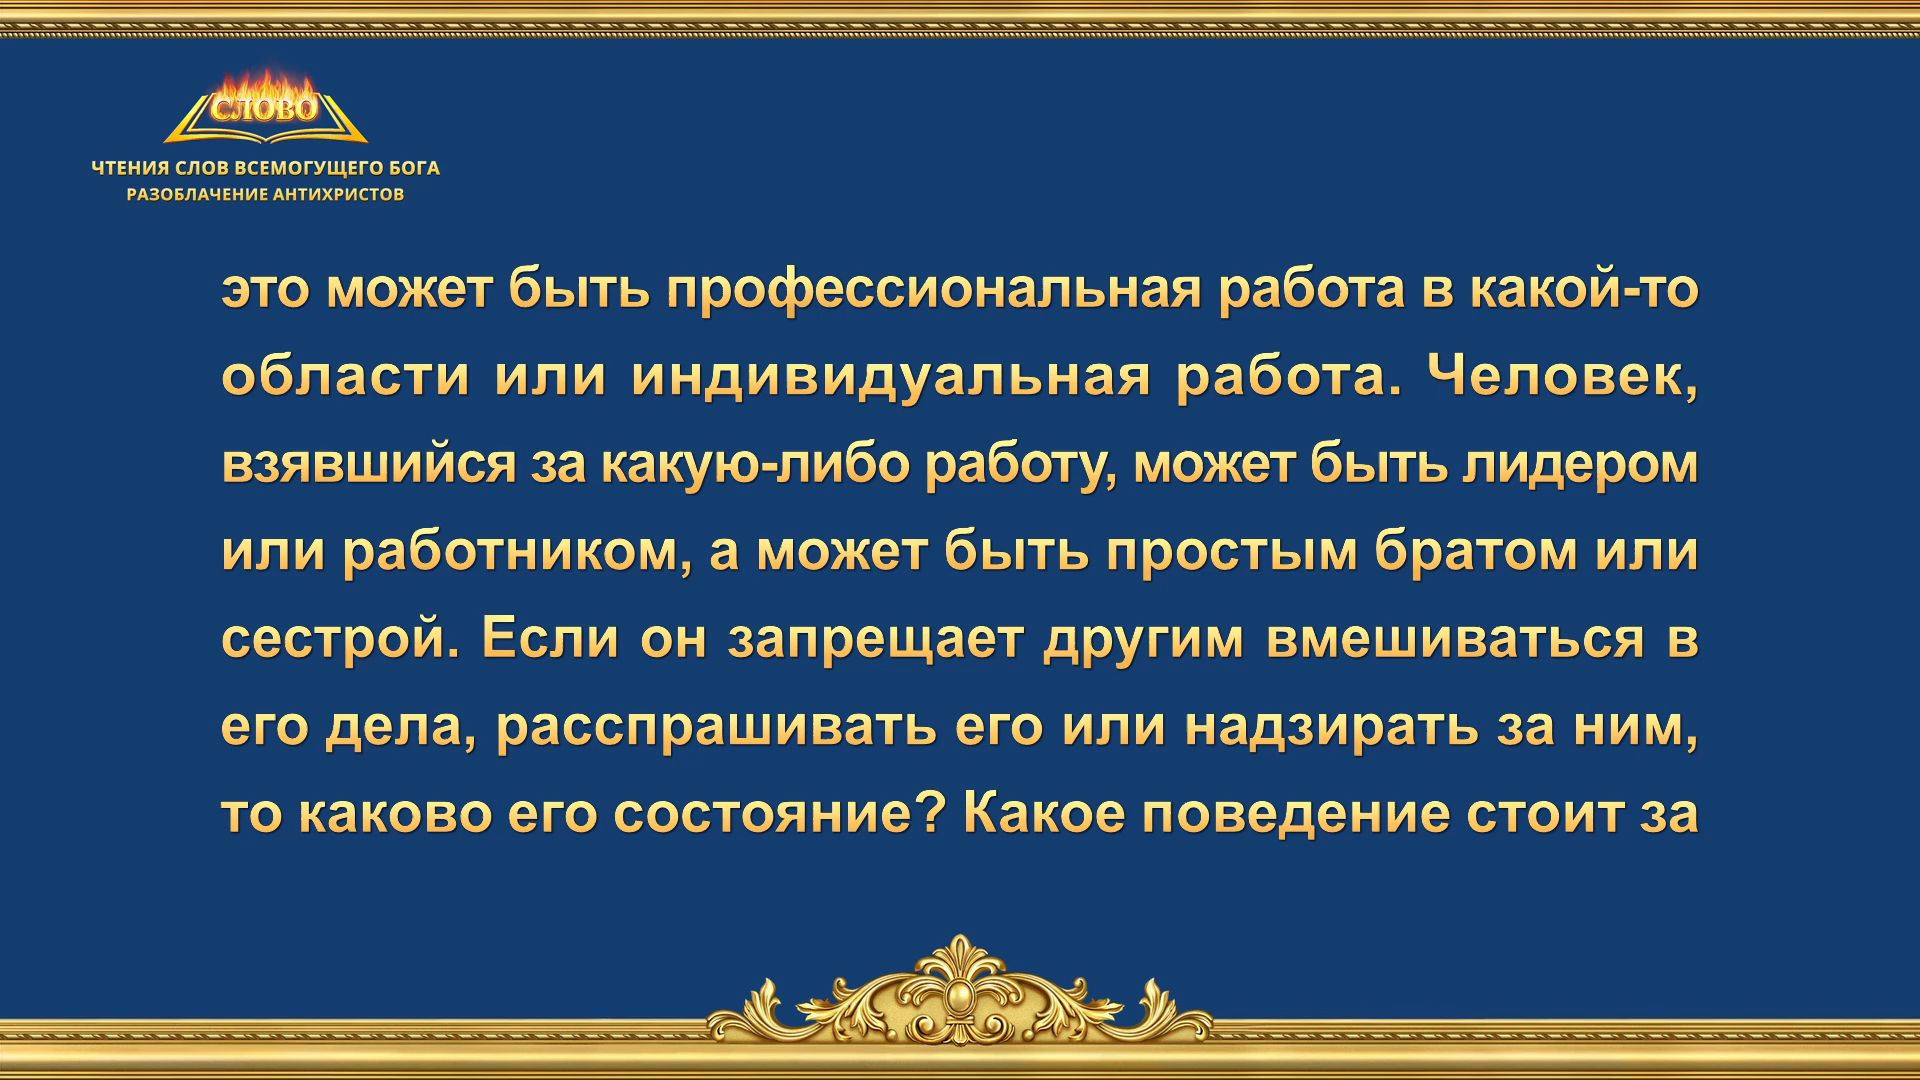 СЛОВО
ЧТЕНИЯ СЛОВ ВСЕМОГУЩЕГО БОГА
РАЗОБЛАЧЕНИЕ АНТИХРИСТОВ
это может быть профессиональная работа в какой-то
области или индивидуальная работа. Человек,
взявшийся за какую-либо работу, может быть лидером
или работником, а может быть простым братом или
сестрой. Если он запрещает другим вмешиваться в
его дела, расспрашивать его или надзирать за ним,
то каково его состояние? Какое поведение стоит за